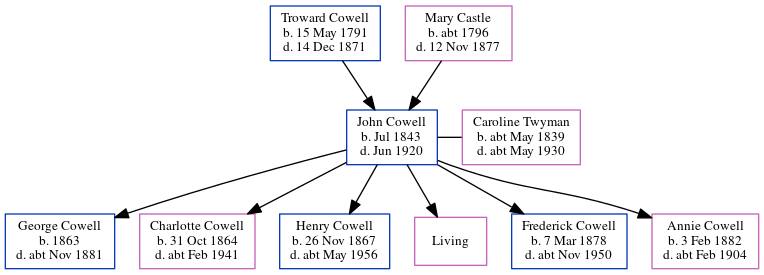 Troward Cowell
b. 15 May 1791
d. 14 Dec 1871
Mary Castle
b. abt 1796
d. 12 Nov 1877
John Cowell
b. Jul 1843
d. Jun 1920
Caroline Twyman
b. abt May 1839
d. abt May 1930
George Cowell
b. 1863
d. abt Nov 1881
Charlotte Cowell
b. 31 Oct 1864
d. abt Feb 1941
Henry Cowell
b. 26 Nov 1867
d. abt May 1956
Living
Frederick Cowell
b. 7 Mar 1878
d. abt Nov 1950
Annie Cowell
b. 3 Feb 1882
d. abt Feb 1904